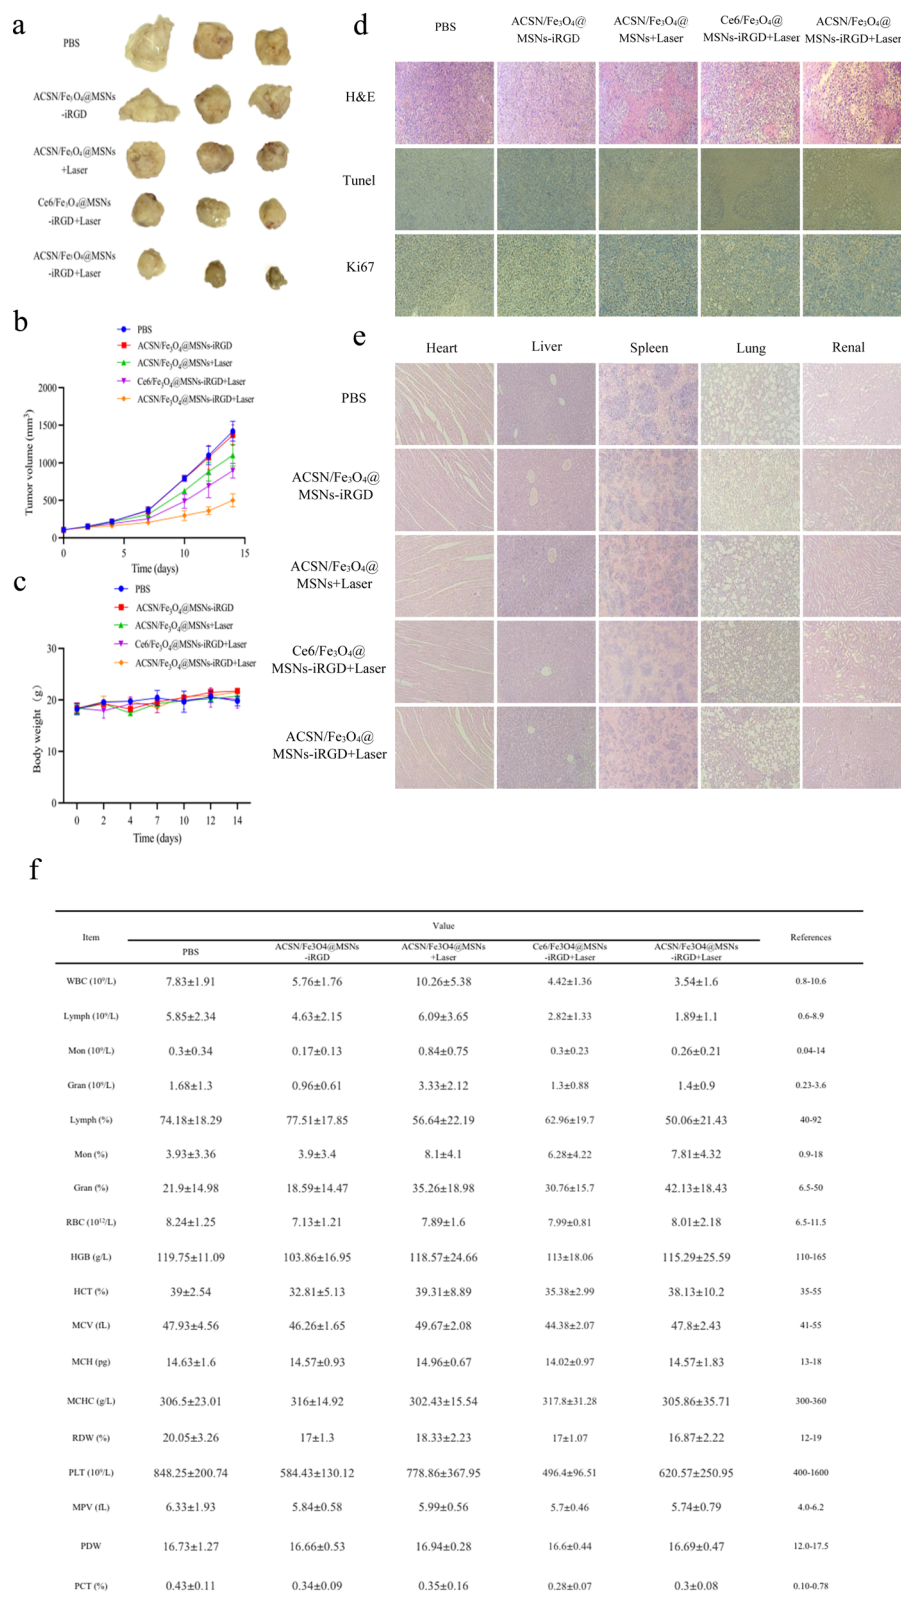 a
PBS
ACSN/Fe₃O₄@MSNs
-iRGD
ACSN/Fe₃O₄@MSNs
+Laser
Ce6/Fe₃O₄@MSNs
-iRGD+Laser
ACSN/Fe₃O₄@MSNs
-iRGD+Laser
b
PBS
ACSN/Fe₃O₄@MSNs-iRGD
ACSN/Fe₃O₄@MSNs+Laser
Ce6/Fe₃O₄@MSNs-iRGD+Laser
ACSN/Fe₃O₄@MSNs-iRGD+Laser
Tumor volume (mm³)
2000
1500
1000
500
0
0 5 10 15
Time (days)
c
PBS
ACSN/Fe₃O₄@MSNs-iRGD
ACSN/Fe₃O₄@MSNs+Laser
Ce6/Fe₃O₄@MSNs-iRGD+Laser
ACSN/Fe₃O₄@MSNs-iRGD+Laser
Body weight（g）
30
20
10
0
0 2 4 7 10 12 14
Time (days)
d
PBS
ACSN/Fe₃O₄@
MSNs-iRGD
ACSN/Fe₃O₄@
MSNs+Laser
Ce6/Fe₃O₄@
MSNs-iRGD+Laser
ACSN/Fe₃O₄@
MSNs-iRGD+Laser
H&E
Tunel
Ki67
e
Heart Liver Spleen Lung Renal
PBS
ACSN/Fe₃O₄@
MSNs-iRGD
ACSN/Fe₃O₄@
MSNs+Laser
Ce6/Fe₃O₄@
MSNs-iRGD+Laser
ACSN/Fe₃O₄@
MSNs-iRGD+Laser
f
Item Value References
PBS ACSN/Fe3O4@MSNs-iRGD ACSN/Fe3O4@MSNs+Laser Ce6/Fe3O4@MSNs-iRGD+Laser ACSN/Fe3O4@MSNs-iRGD+Laser
WBC (10⁹/L) 7.83±1.91 5.76±1.76 10.26±5.38 4.42±1.36 3.54±1.6 0.8-10.6
Lymph (10⁹/L) 5.85±2.34 4.63±2.15 6.09±3.65 2.82±1.33 1.89±1.1 0.6-8.9
Mon (10⁹/L) 0.3±0.34 0.17±0.13 0.84±0.75 0.3±0.23 0.26±0.21 0.04-14
Gran (10⁹/L) 1.68±1.3 0.96±0.61 3.33±2.12 1.3±0.88 1.4±0.9 0.23-3.6
Lymph (%) 74.18±18.29 77.51±17.85 56.64±22.19 62.96±19.7 50.06±21.43 40-92
Mon (%) 3.93±3.36 3.9±3.4 8.1±4.1 6.28±4.22 7.81±4.32 0.9-18
Gran (%) 21.9±14.98 18.59±14.47 35.26±18.98 30.76±15.7 42.13±18.43 6.5-50
RBC (10¹²/L) 8.24±1.25 7.13±1.21 7.89±1.6 7.99±0.81 8.01±2.18 6.5-11.5
HGB (g/L) 119.75±11.09 103.86±16.95 118.57±24.66 113±18.06 115.29±25.59 110-165
HCT (%) 39±2.54 32.81±5.13 39.31±8.89 35.38±2.99 38.13±10.2 35-55
MCV (fL) 47.93±4.56 46.26±1.65 49.67±2.08 44.38±2.07 47.8±2.43 41-55
MCH (pg) 14.63±1.6 14.57±0.93 14.96±0.67 14.02±0.97 14.57±1.83 13-18
MCHC (g/L) 306.5±23.01 316±14.92 302.43±15.54 317.8±31.28 305.86±35.71 300-360
RDW (%) 20.05±3.26 17±1.3 18.33±2.23 17±1.07 16.87±2.22 12-19
PLT (10⁹/L) 848.25±200.74 584.43±130.12 778.86±367.95 496.4±96.51 620.57±250.95 400-1600
MPV (fL) 6.33±1.93 5.84±0.58 5.99±0.56 5.7±0.46 5.74±0.79 4.0-6.2
PDW 16.73±1.27 16.66±0.53 16.94±0.28 16.6±0.44 16.69±0.47 12.0-17.5
PCT (%) 0.43±0.11 0.34±0.09 0.35±0.16 0.28±0.07 0.3±0.08 0.10-0.78